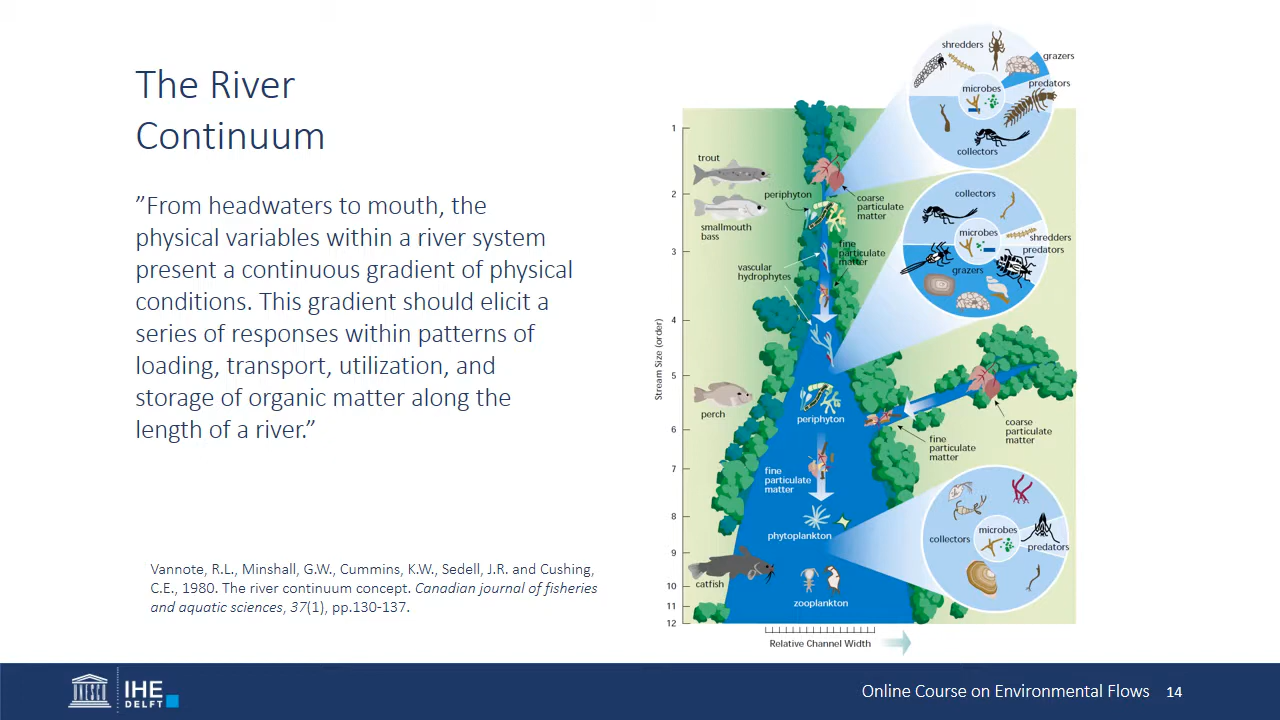 The River
Continuum
”From headwaters to mouth, the
physical variables within a river system
present a continuous gradient of physical
conditions. This gradient should elicit a
series of responses within patterns of
loading, transport, utilization, and
storage of organic matter along the
length of a river.”
Vannote, R.L., Minshall, G.W., Cummins, K.W., Sedell, J.R. and Cushing,
C.E., 1980. The river continuum concept. Canadian journal of fisheries
and aquatic sciences, 37(1), pp.130-137.
shredders
grazers
predators
microbes
collectors
1
trout
2
periphyton
coarse
particulate
matter
smallmouth
bass
3
fine
particulate
matter
vascular
hydrophytes
collectors
microbes
shredders
predators
grazers
4
Stream Size (order)
5
perch
periphyton
6
coarse
particulate
matter
fine
particulate
matter
7
fine
particulate
matter
8
phytoplankton
microbes
collectors
predators
9
catfish
10
zooplankton
11
12
Relative Channel Width
UNESCO
IHE
DELFT
Online Course on Environmental Flows
14